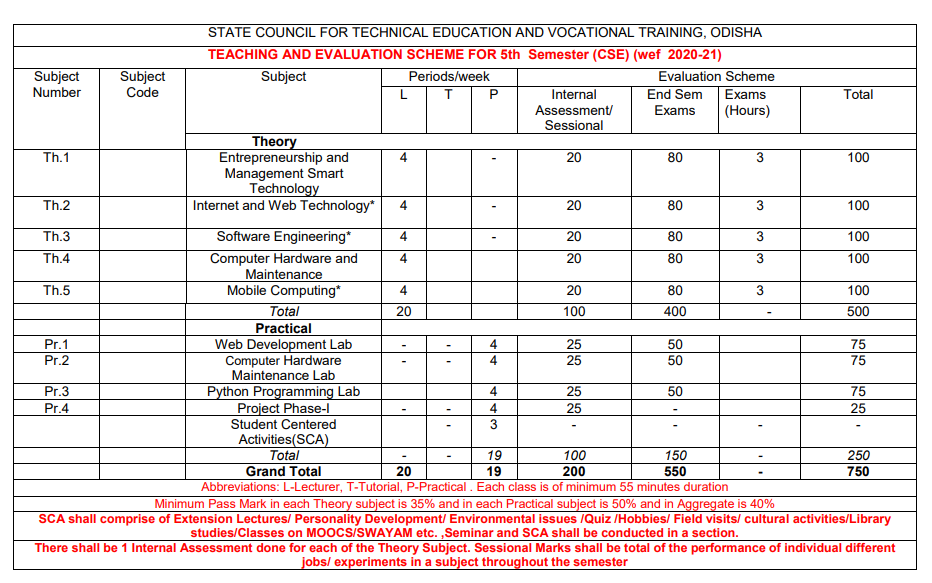 STATE COUNCIL FOR TECHNICAL EDUCATION AND VOCATIONAL TRAINING, ODISHA
TEACHING AND EVALUATION SCHEME FOR 5th Semester (CSE) (wef 2020-21)
Subject Number Subject Code Subject Periods/week Evaluation Scheme
L T P Internal Assessment/ Sessional End Sem Exams Exams (Hours) Total
Theory
Th.1 Entrepreneurship and Management Smart Technology 4 - 20 80 3 100
Th.2 Internet and Web Technology* 4 - 20 80 3 100
Th.3 Software Engineering* 4 - 20 80 3 100
Th.4 Computer Hardware and Maintenance 4 20 80 3 100
Th.5 Mobile Computing* 4 20 80 3 100
Total 20 100 400 - 500
Practical
Pr.1 Web Development Lab - - 4 25 50 75
Pr.2 Computer Hardware Maintenance Lab - - 4 25 50 75
Pr.3 Python Programming Lab 4 25 50 75
Pr.4 Project Phase-I - - 4 25 - 25
Student Centered Activities(SCA) - 3 - - - -
Total - - 19 100 150 - 250
Grand Total 20 19 200 550 - 750
Abbreviations: L-Lecturer, T-Tutorial, P-Practical . Each class is of minimum 55 minutes duration
Minimum Pass Mark in each Theory subject is 35% and in each Practical subject is 50% and in Aggregate is 40%
SCA shall comprise of Extension Lectures/ Personality Development/ Environmental issues /Quiz /Hobbies/ Field visits/ cultural activities/Library
studies/Classes on MOOCS/SWAYAM etc. ,Seminar and SCA shall be conducted in a section.
There shall be 1 Internal Assessment done for each of the Theory Subject. Sessional Marks shall be total of the performance of individual different
jobs/ experiments in a subject throughout the semester